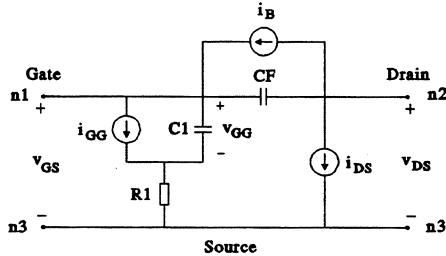 iB
Gate
CF
Drain
n1
+
+
n2
+
iGG
C1
vGG
vGS
−
iDS
vDS
R1
−
−
n3
n3
Source